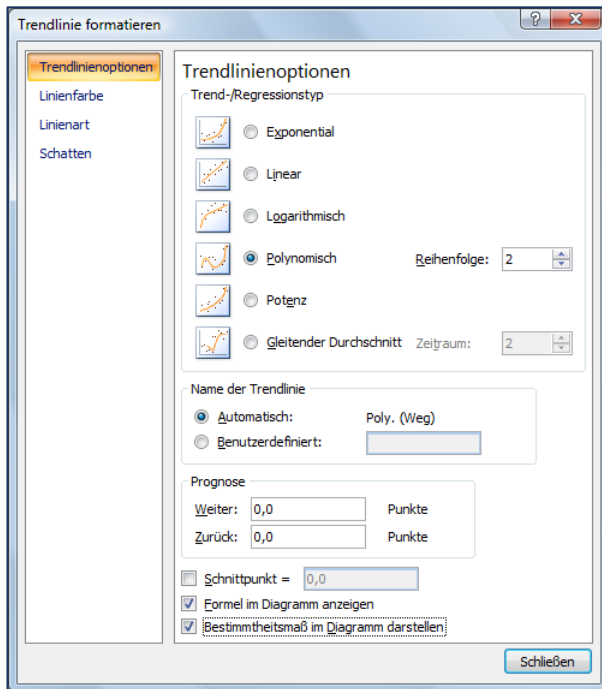 Trendlinie formatieren
Trendlinienoptionen
Linienfarbe
Linienart
Schatten
Trendlinienoptionen
Trend-/Regressionstyp
Exponential
Linear
Logarithmisch
Polynomisch Reihenfolge: 2
Potenz
Gleitender Durchschnitt Zeitraum: 2
Name der Trendlinie
Automatisch: Poly. (Weg)
Benutzerdefiniert:
Prognose
Weiter: 0,0 Punkte
Zurück: 0,0 Punkte
Schnittpunkt = 0,0
Formel im Diagramm anzeigen
Bestimmtheitsmaß im Diagramm darstellen
Schließen